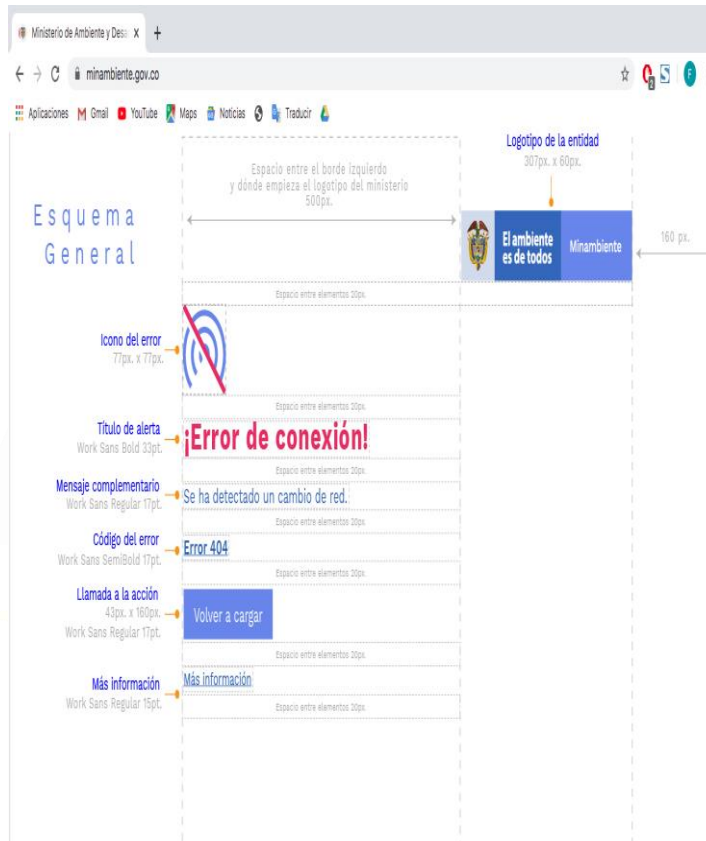 Ministerio de Ambiente y Desa
minambiente.gov.co
Aplicaciones Gmail YouTube Maps Noticias Traducir
Logotipo de la entidad
307px. x 60px.
Espacio entre el borde izquierdo
y dónde empieza el logotipo del ministerio
500px.
Esquema
General
El ambiente
es de todos
Minambiente
160 px.
Espacio entre elementos 20px.
Icono del error
77px. x 77px.
Espacio entre elementos 20px.
Título de alerta
Work Sans Bold 33pt.
¡Error de conexión!
Espacio entre elementos 20px.
Mensaje complementario
Work Sans Regular 17pt.
Se ha detectado un cambio de red.
Espacio entre elementos 20px.
Código del error
Work Sans SemiBold 17pt.
Error 404
Espacio entre elementos 20px.
Llamada a la acción
43px. x 160px.
Work Sans Regular 17pt.
Volver a cargar
Espacio entre elementos 20px.
Más información
Work Sans Regular 15pt.
Más información
Espacio entre elementos 20px.